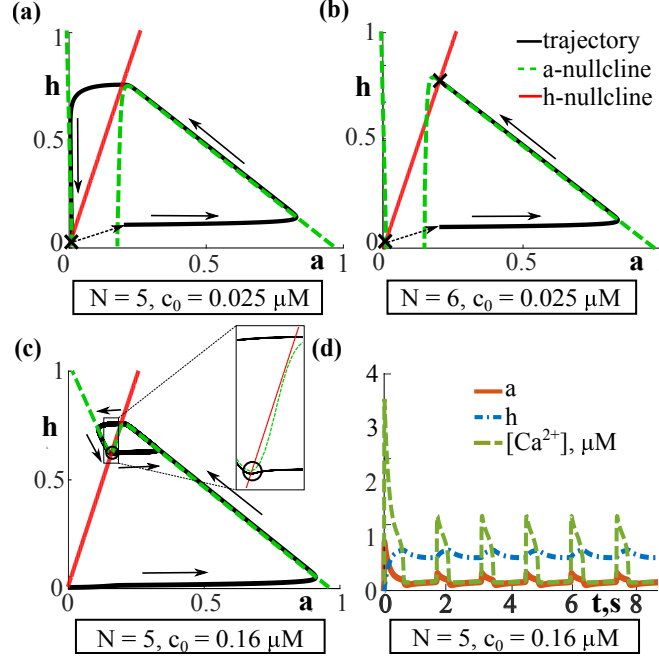 (a)
1
h
0.5
0
0
0.5
a
1
N = 5, c₀ = 0.025 μM
(b)
1
h
0.5
0
0
0.5
a
trajectory
a-nullcline
h-nullcline
N = 6, c₀ = 0.025 μM
(c)
1
h
0.5
0
0
0.5
a
1
N = 5, c₀ = 0.16 μM
(d)
4
3
2
1
0
a
h
[Ca²⁺], μM
0
2
4
6
t,s
8
N = 5, c₀ = 0.16 μM